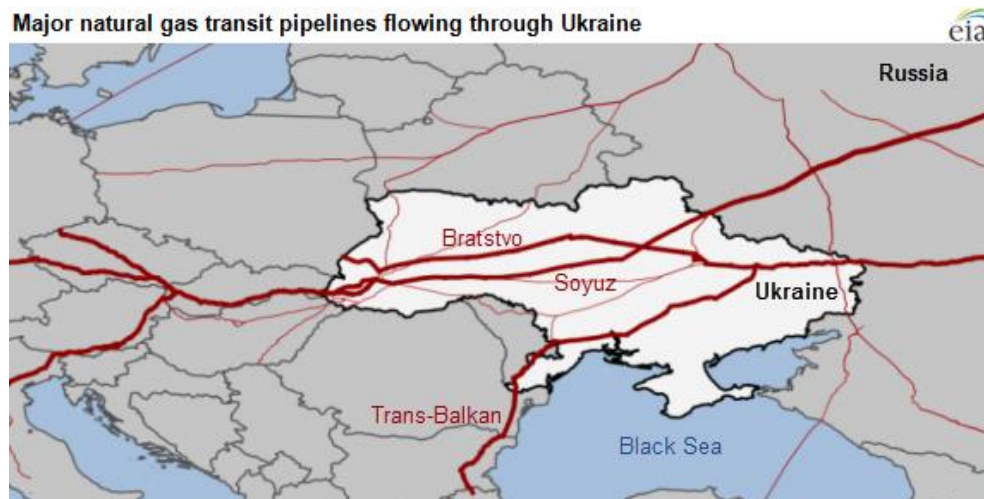 Major natural gas transit pipelines flowing through Ukraine
eia
Russia
Bratstvo
Soyuz
Ukraine
Trans-Balkan
Black Sea